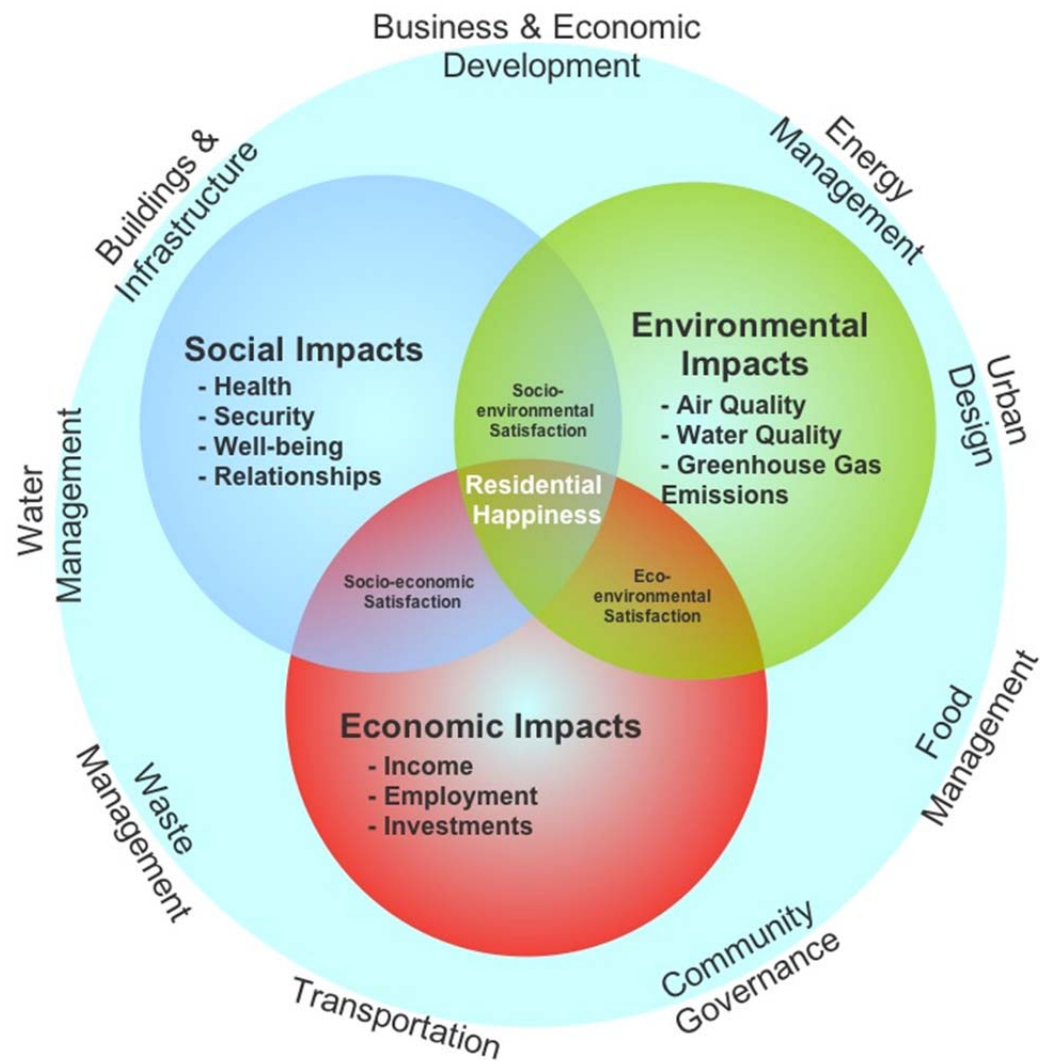 Business & Economic
Development
Energy
Management
Urban
Design
Food
Management
Community
Governance
Transportation
Waste
Management
Water
Management
Buildings &
Infrastructure
Social Impacts
- Health
- Security
- Well-being
- Relationships
Socio-
environmental
Satisfaction
Environmental
Impacts
- Air Quality
- Water Quality
- Greenhouse Gas
Emissions
Residential
Happiness
Socio-economic
Satisfaction
Eco-
environmental
Satisfaction
Economic Impacts
- Income
- Employment
- Investments